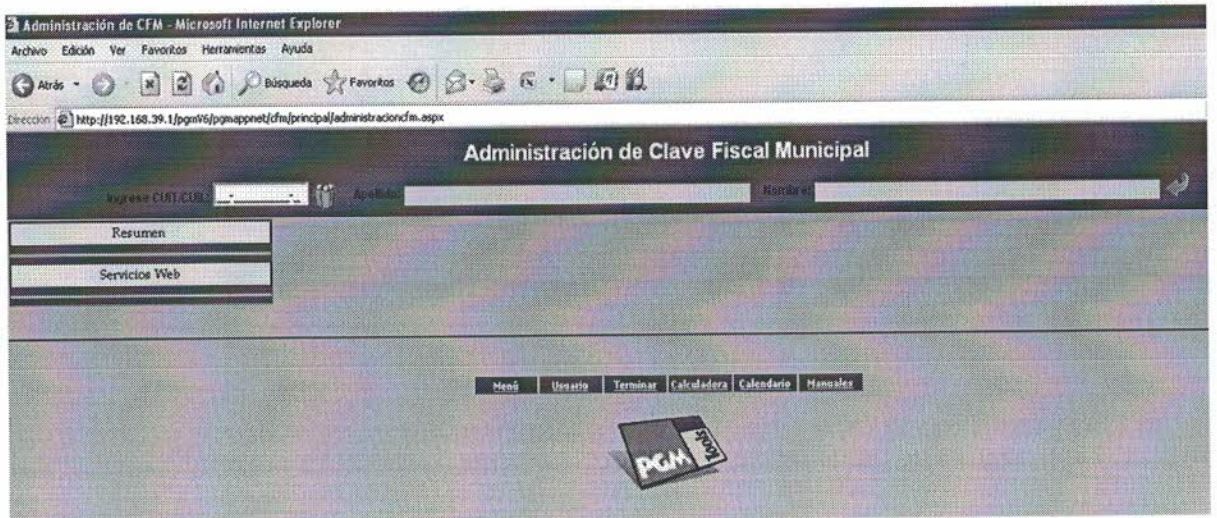 Administración de CFM - Microsoft Internet Explorer
Archivo Edición Ver Favoritos Herramientas Ayuda
Atrás Búsqueda Favoritos
Dirección http://192.168.39.1/pgmV6/pgmappnet/cfm/principal/administracioncfm.aspx
Administración de Clave Fiscal Municipal
Ingrese CUIT/CUIL: Apellido: Nombre:
Resumen
Servicios Web
Menú Usuario Terminar Calculadora Calendario Manuales
PGM Tools